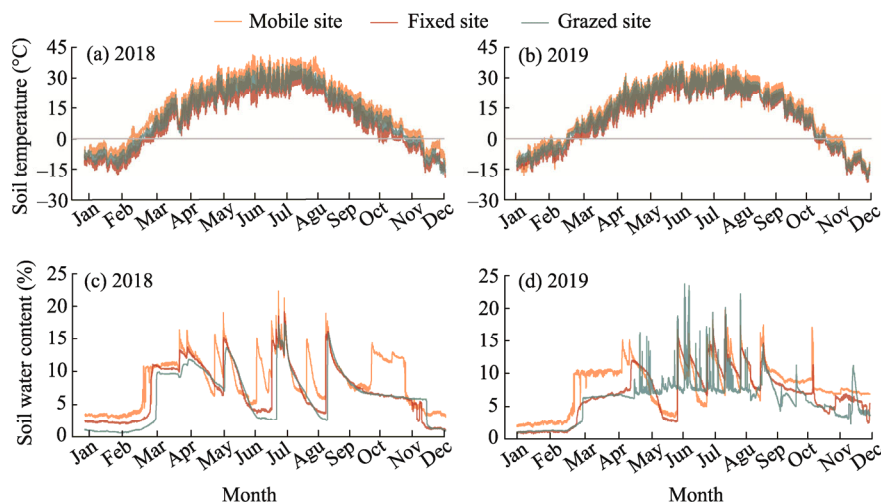 Mobile site Fixed site Grazed site
(a) 2018
(b) 2019
Soil temperature (°C)
45
30
15
0
–15
–30
Jan Feb Mar Apr May Jun Jul Agu Sep Oct Nov Dec
45
30
15
0
–15
–30
Jan Feb Mar Apr May Jun Jul Agu Sep Oct Nov Dec
(c) 2018
(d) 2019
Soil water content (%)
25
20
15
10
5
0
Jan Feb Mar Apr May Jun Jul Agu Sep Oct Nov Dec
25
20
15
10
5
0
Jan Feb Mar Apr May Jun Jul Agu Sep Oct Nov Dec
Month Month